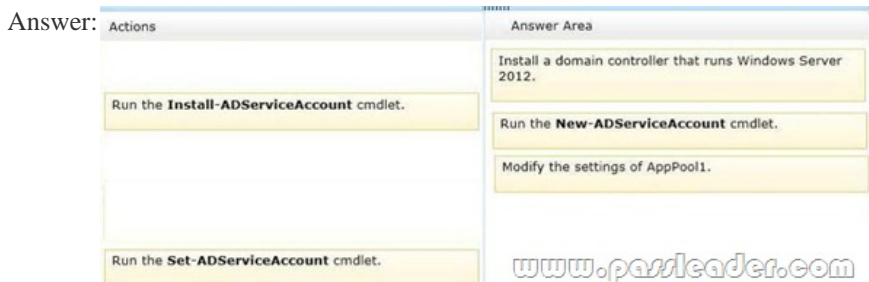 Answer:
Actions
Run the Install-ADServiceAccount cmdlet.
Run the Set-ADServiceAccount cmdlet.
Answer Area
Install a domain controller that runs Windows Server
2012.
Run the New-ADServiceAccount cmdlet.
Modify the settings of AppPool1.
www.passleader.com